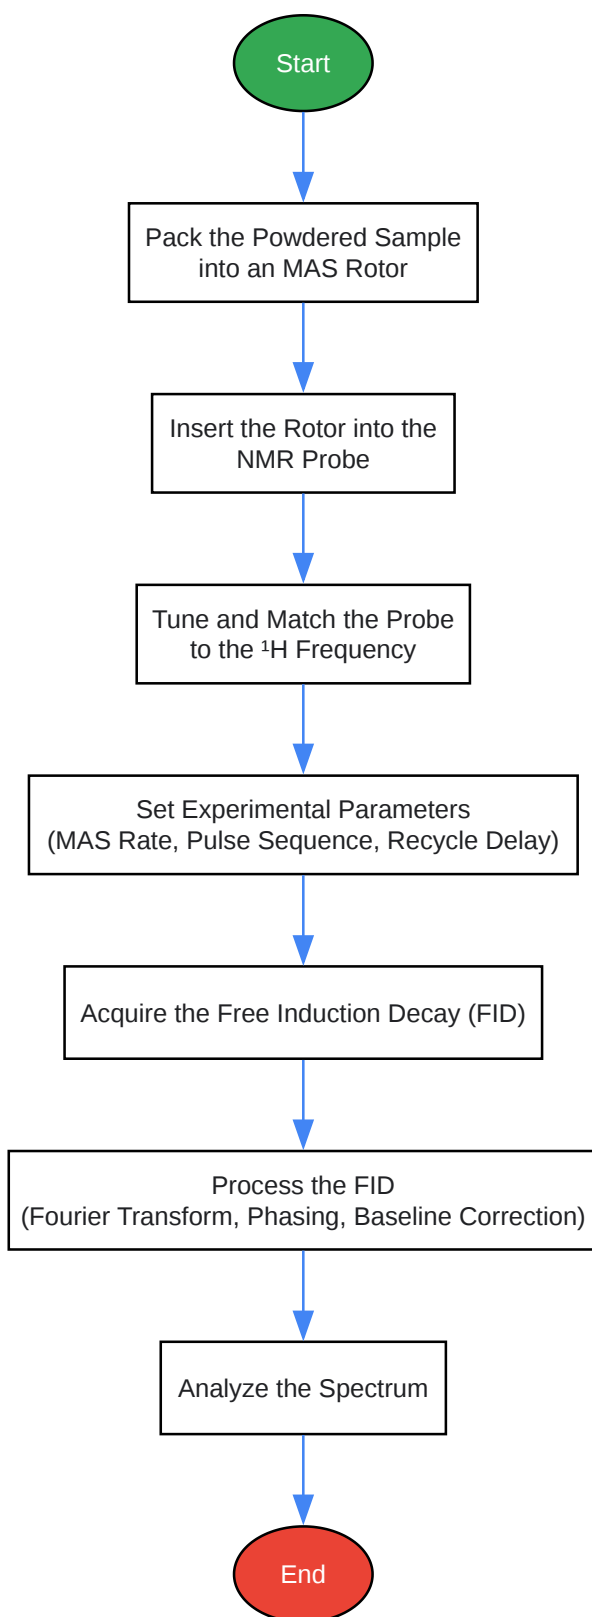 Start
Pack the Powdered Sample
into an MAS Rotor
Insert the Rotor into the
NMR Probe
Tune and Match the Probe
to the ¹H Frequency
Set Experimental Parameters
(MAS Rate, Pulse Sequence, Recycle Delay)
Acquire the Free Induction Decay (FID)
Process the FID
(Fourier Transform, Phasing, Baseline Correction)
Analyze the Spectrum
End